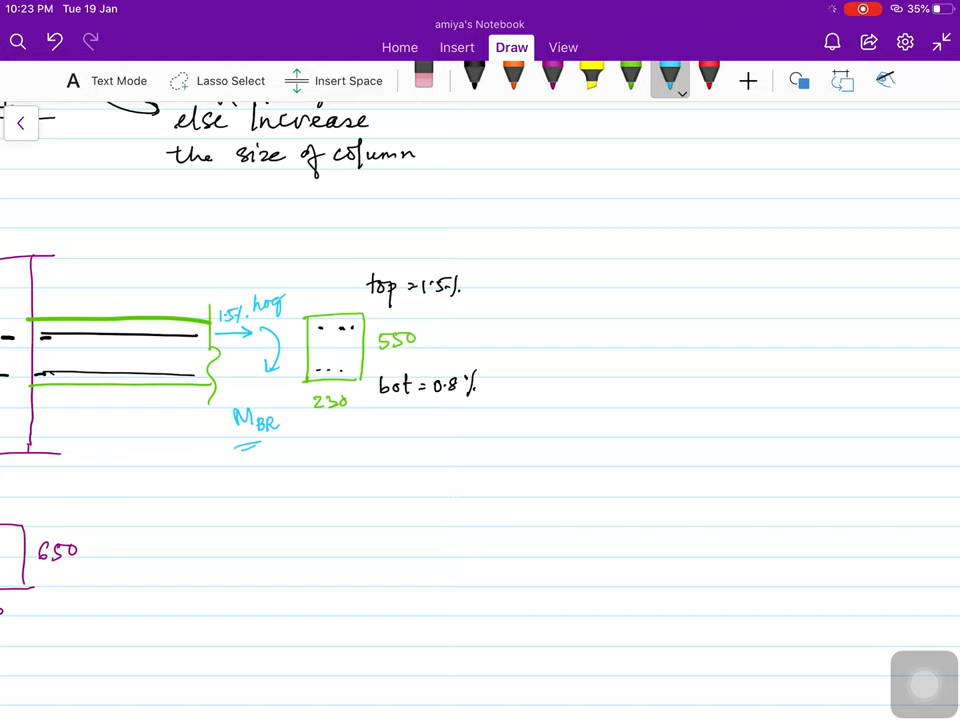 10:23 PM Tue 19 Jan
35%
amiya's Notebook
Home Insert Draw View
A Text Mode Lasso Select Insert Space
else Increase
the size of column
top = 1.5%
1.5% hog
550
bot = 0.8%
230
MBR
650